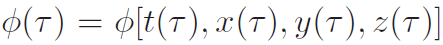 ϕ(τ) = ϕ[t(τ), x(τ), y(τ), z(τ)]